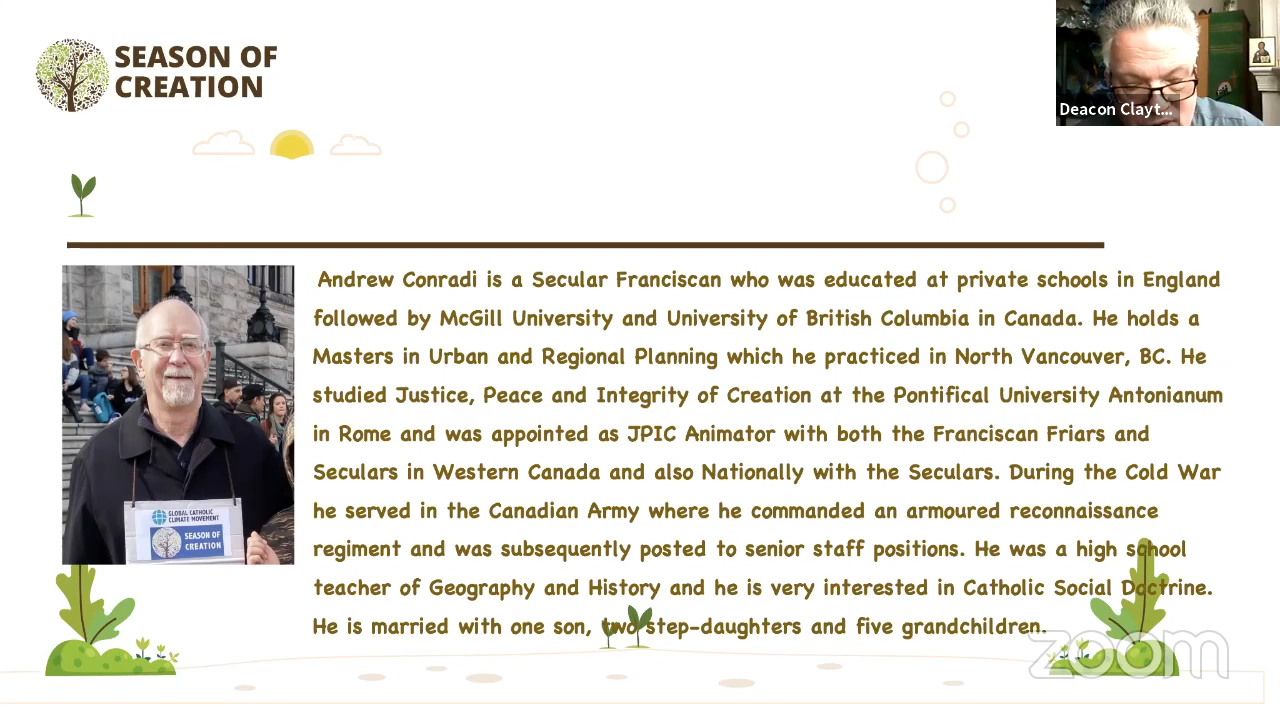 SEASON OF
CREATION
Deacon Clayt...
Andrew Conradi is a Secular Franciscan who was educated at private schools in England
followed by McGill University and University of British Columbia in Canada. He holds a
Masters in Urban and Regional Planning which he practiced in North Vancouver, BC. He
studied Justice, Peace and Integrity of Creation at the Pontifical University Antonianum
in Rome and was appointed as JPIC Animator with both the Franciscan Friars and
Seculars in Western Canada and also Nationally with the Seculars. During the Cold War
he served in the Canadian Army where he commanded an armoured reconnaissance
regiment and was subsequently posted to senior staff positions. He was a high school
teacher of Geography and History and he is very interested in Catholic Social Doctrine.
He is married with one son, two step-daughters and five grandchildren.
GLOBAL CATHOLIC
CLIMATE MOVEMENT
SEASON OF
CREATION
zoom